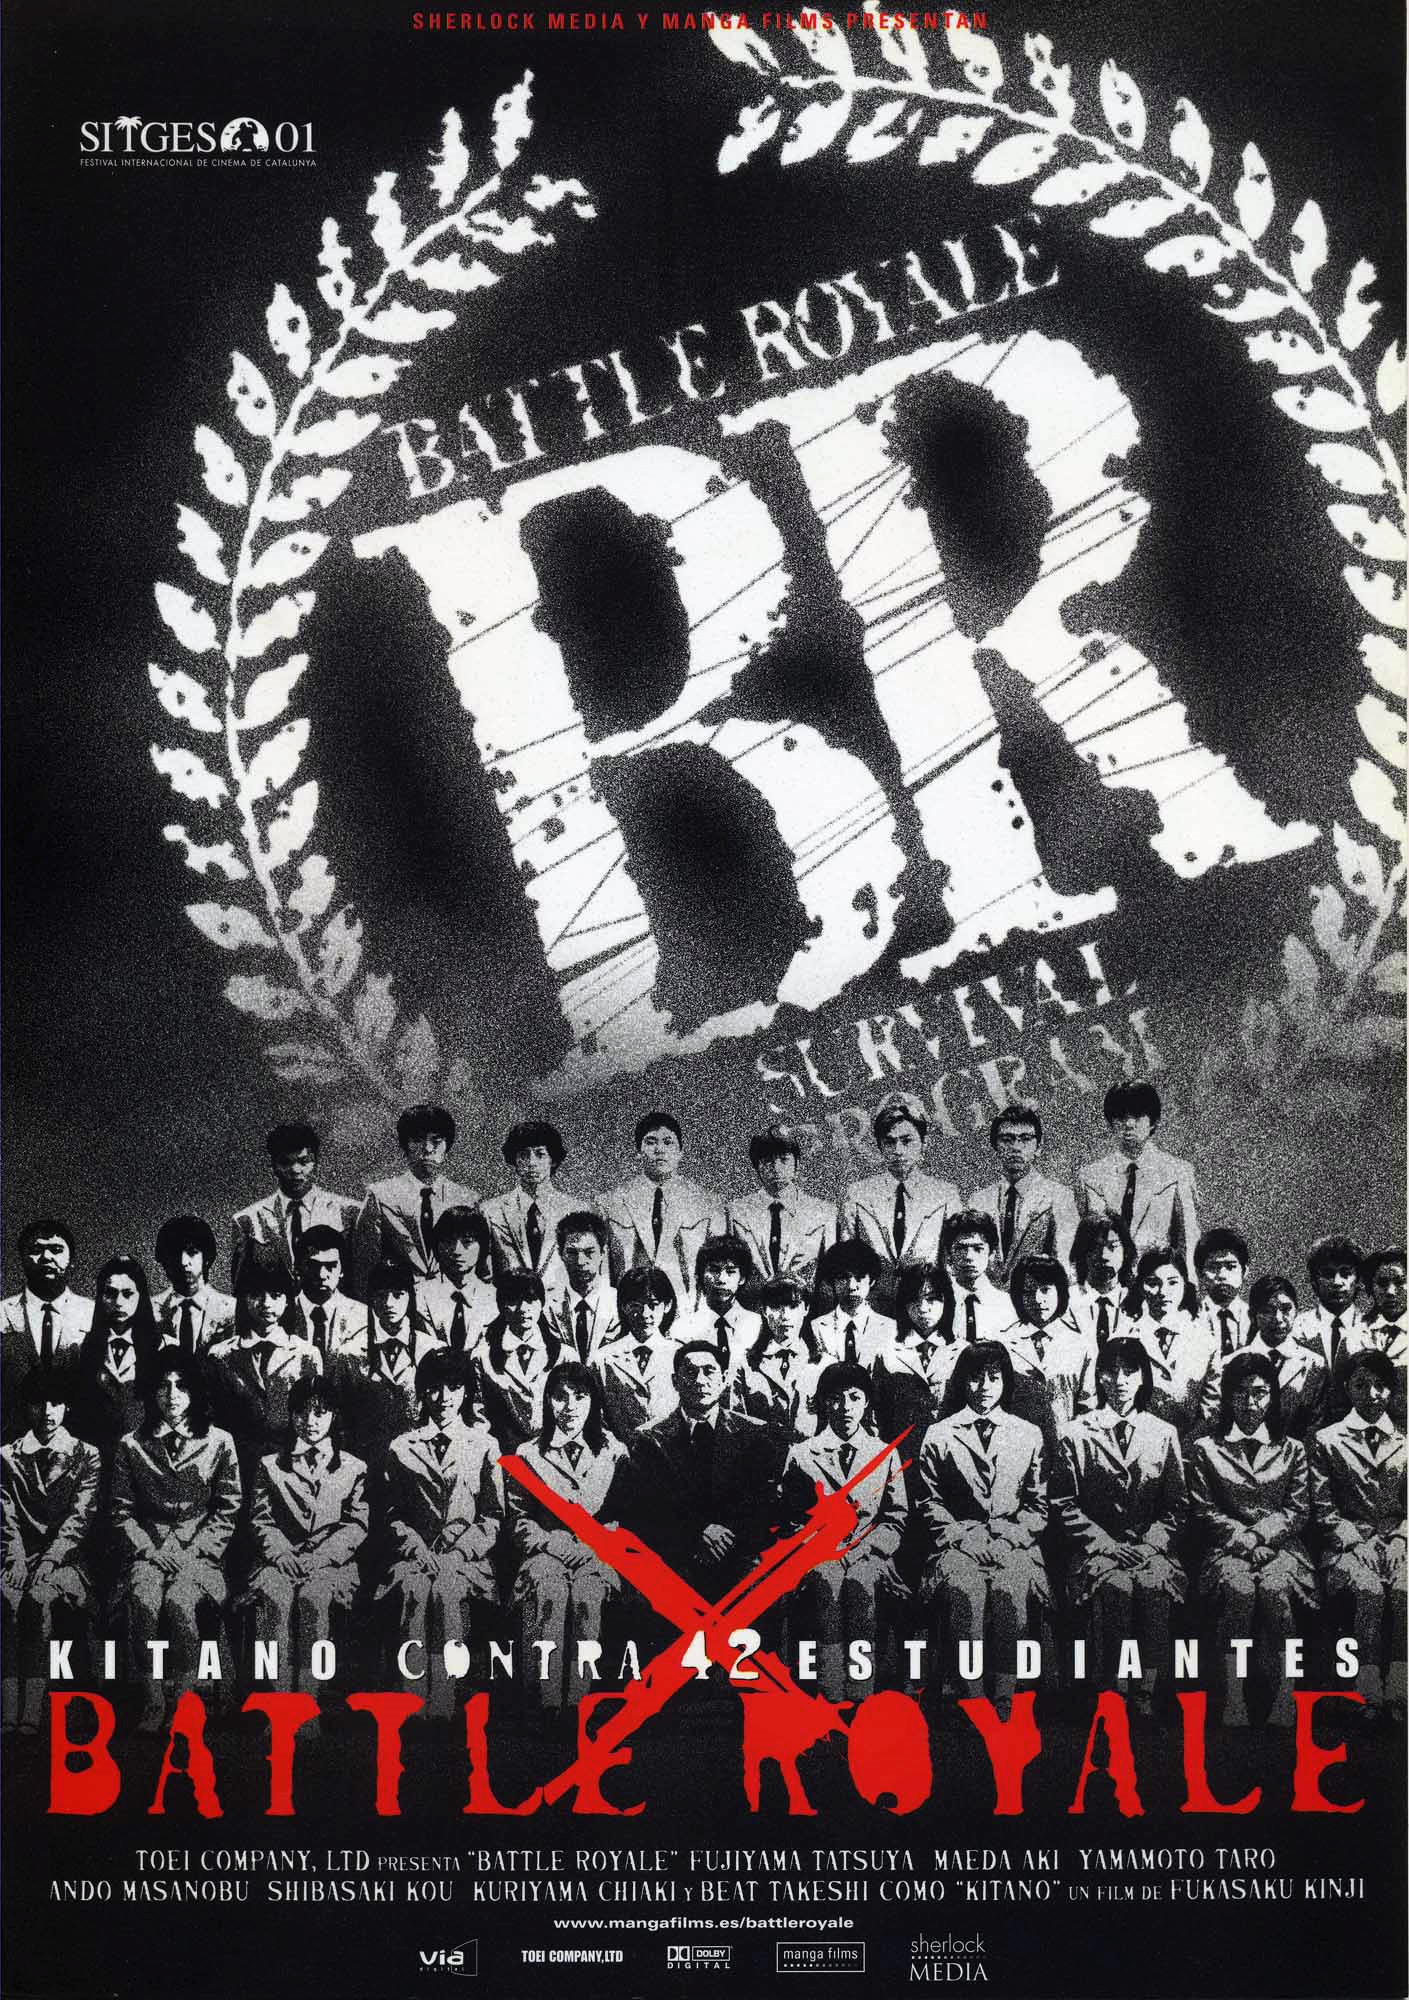 SHERLOCK MEDIA Y MANGA FILMS PRESENTAN
SITGES 01
FESTIVAL INTERNACIONAL DE CINEMA DE CATALUNYA
BATTLE ROYALE
BR
SURVIVAL
PROGRAM
KITANO CONTRA 42 ESTUDIANTES
BATTLE ROYALE
TOEI COMPANY, LTD PRESENTA "BATTLE ROYALE" FUJIYAMA TATSUYA MAEDA AKI YAMAMOTO TARO
ANDO MASANOBU SHIBASAKI KOU KURIYAMA CHIAKI Y BEAT TAKESHI COMO "KITANO" UN FILM DE FUKASAKU KINJI
www.mangafilms.es/battleroyale
via digital
TOEI COMPANY,LTD
DOLBY DIGITAL
manga films
sherlock MEDIA